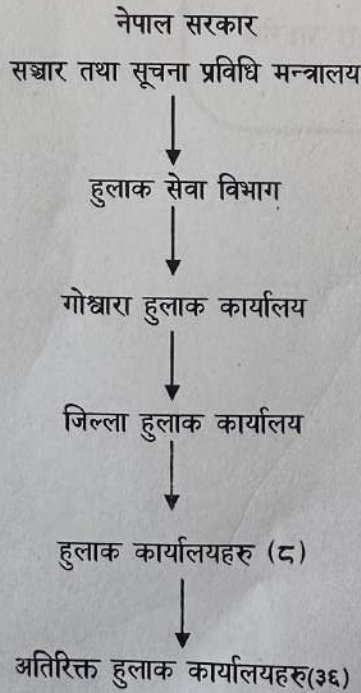 नेपाल सरकार
सञ्चार तथा सूचना प्रविधि मन्त्रालय
हुलाक सेवा विभाग
गोश्वारा हुलाक कार्यालय
जिल्ला हुलाक कार्यालय
हुलाक कार्यालयहरु (८)
अतिरिक्त हुलाक कार्यालयहरु(३६)